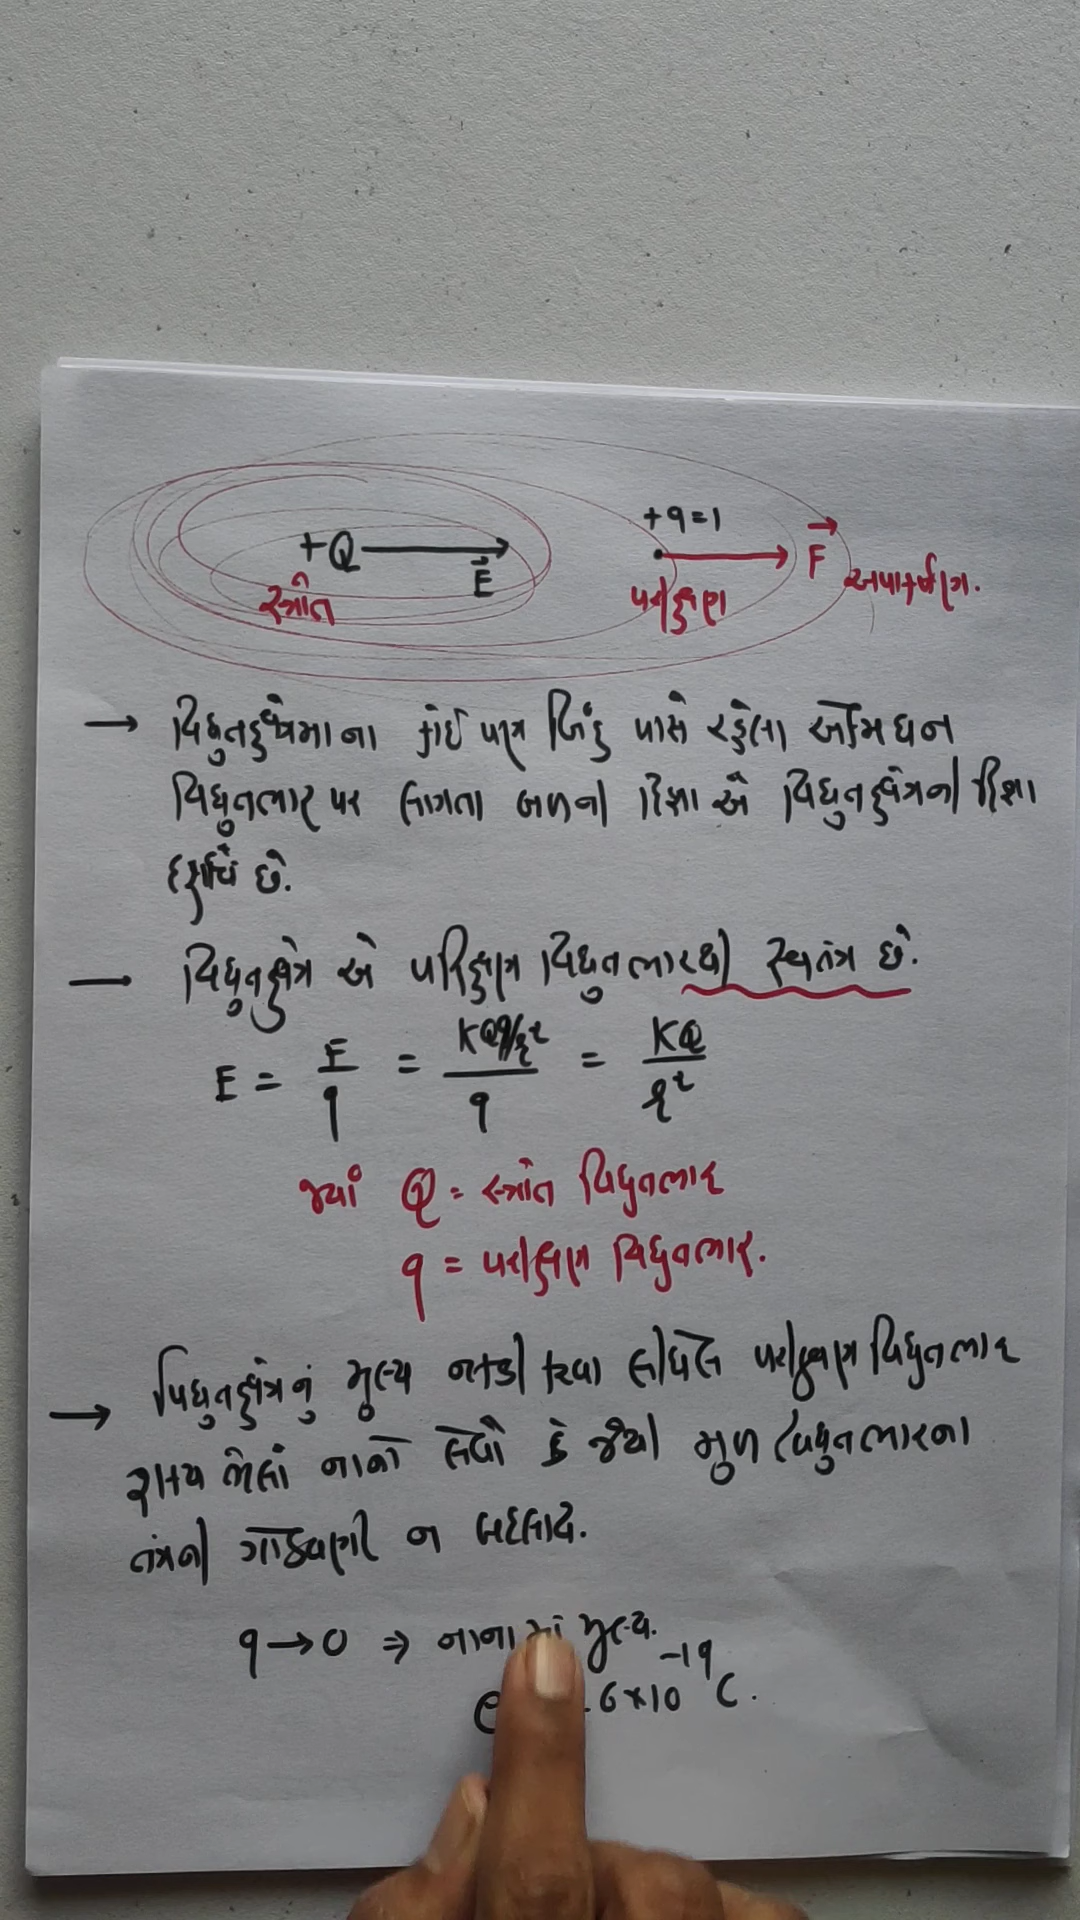 +Q E⃗ +q=1 F⃗
સ્ત્રોત પરીક્ષણ અપાકર્ષણ.
→ વિદ્યુતક્ષેત્રમાંના કોઈ પણ બિંદુ પાસે રહેલા એકમ ધન
વિદ્યુતભાર પર લાગતા બળની દિશા એ વિદ્યુતક્ષેત્રની દિશા
દર્શાવે છે.
— વિદ્યુતક્ષેત્ર એ પરિક્ષણ વિદ્યુતભારથી સ્વતંત્ર છે.
E = F/q = (KQq/r²)/q = KQ/r²
જ્યાં Q = સ્ત્રોત વિદ્યુતભાર
q = પરીક્ષણ વિદ્યુતભાર.
→ વિદ્યુતક્ષેત્રનું મૂલ્ય નક્કી કરવા લીધેલ પરીક્ષણ વિદ્યુતભાર
શક્ય તેલાં નાનો લેવો કે જેથી મુળ વિદ્યુતભારના
તંત્રની ગોઠવણી ન બદલાય.
q → 0 ⇒ મૂલ્ય.
e .6×10⁻¹⁹ C.